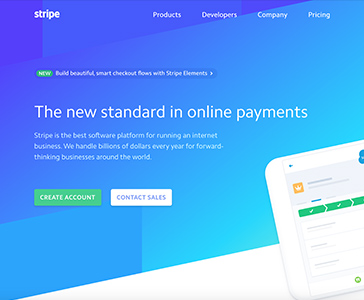 stripe
Products Developers Company Pricing
NEW Build beautiful, smart checkout flows with Stripe Elements >
The new standard in online payments
Stripe is the best software platform for running an internet
business. We handle billions of dollars every year for forward-
thinking businesses around the world.
CREATE ACCOUNT CONTACT SALES